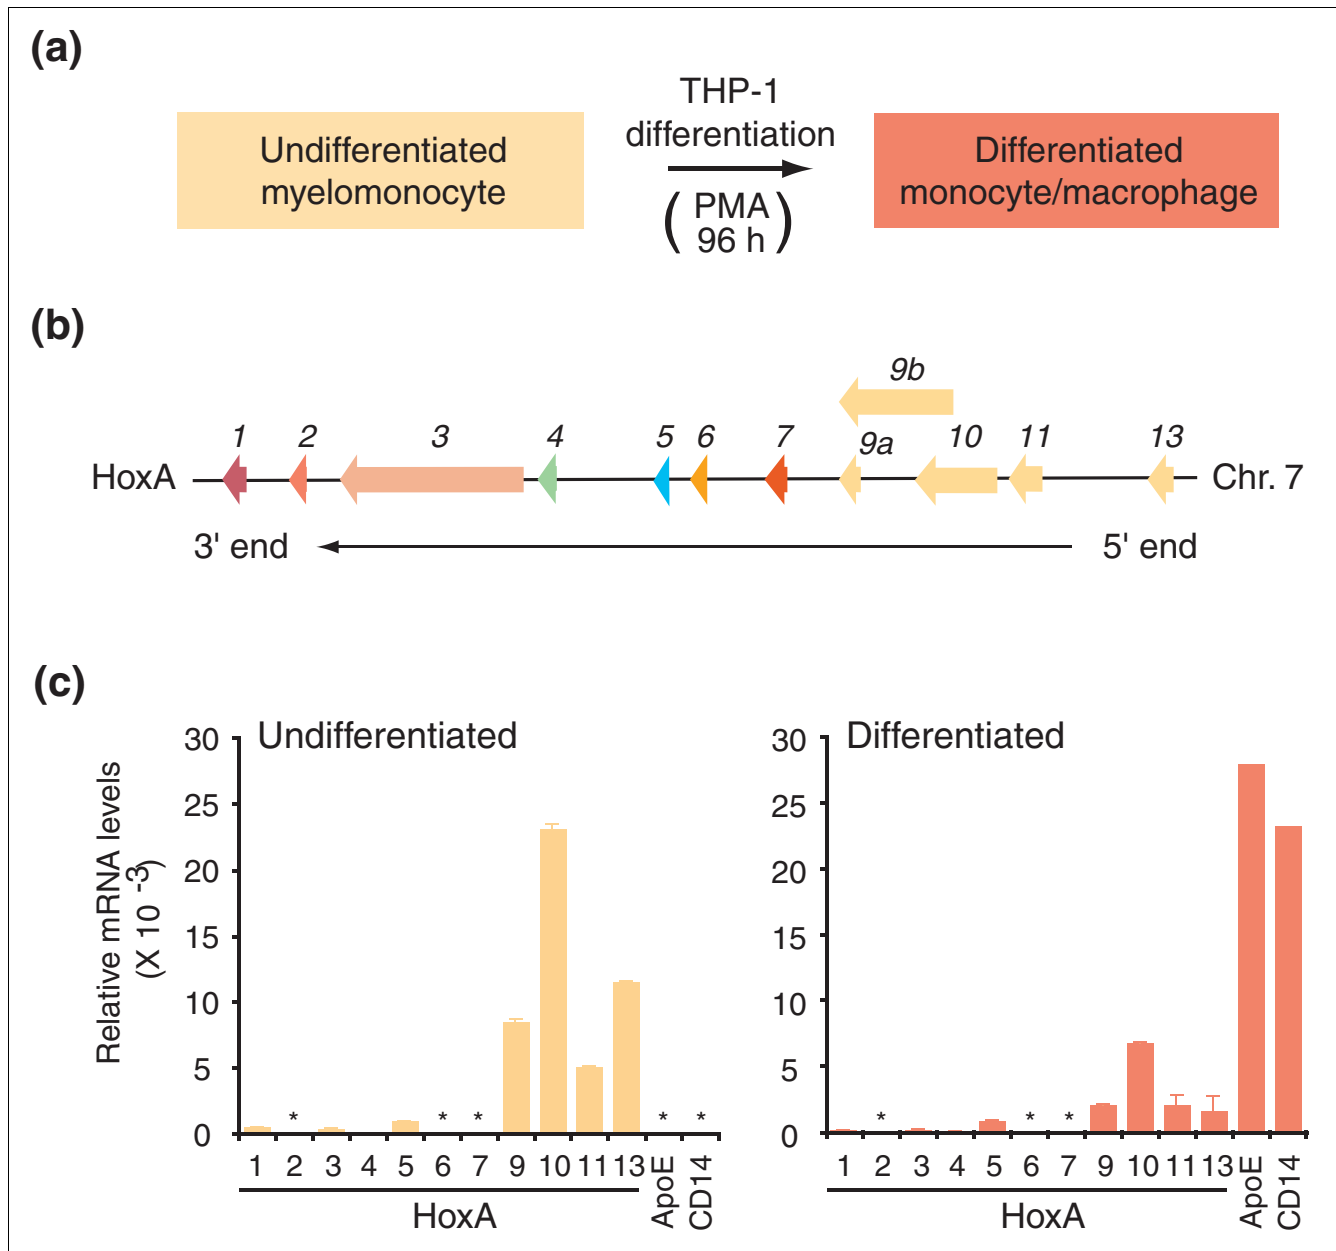 (a)
Undifferentiated
myelomonocyte
THP-1
differentiation
( PMA
96 h )
Differentiated
monocyte/macrophage
(b)
9b
1 2 3 4 5 6 7 9a 10 11 13
HoxA
Chr. 7
3' end
5' end
(c)
Relative mRNA levels
(X 10 -3)
Undifferentiated
30
25
20
15
10
5
0
* * * * *
1 2 3 4 5 6 7 9 10 11 13 ApoE CD14
HoxA
Differentiated
30
25
20
15
10
5
0
* * *
1 2 3 4 5 6 7 9 10 11 13 ApoE CD14
HoxA